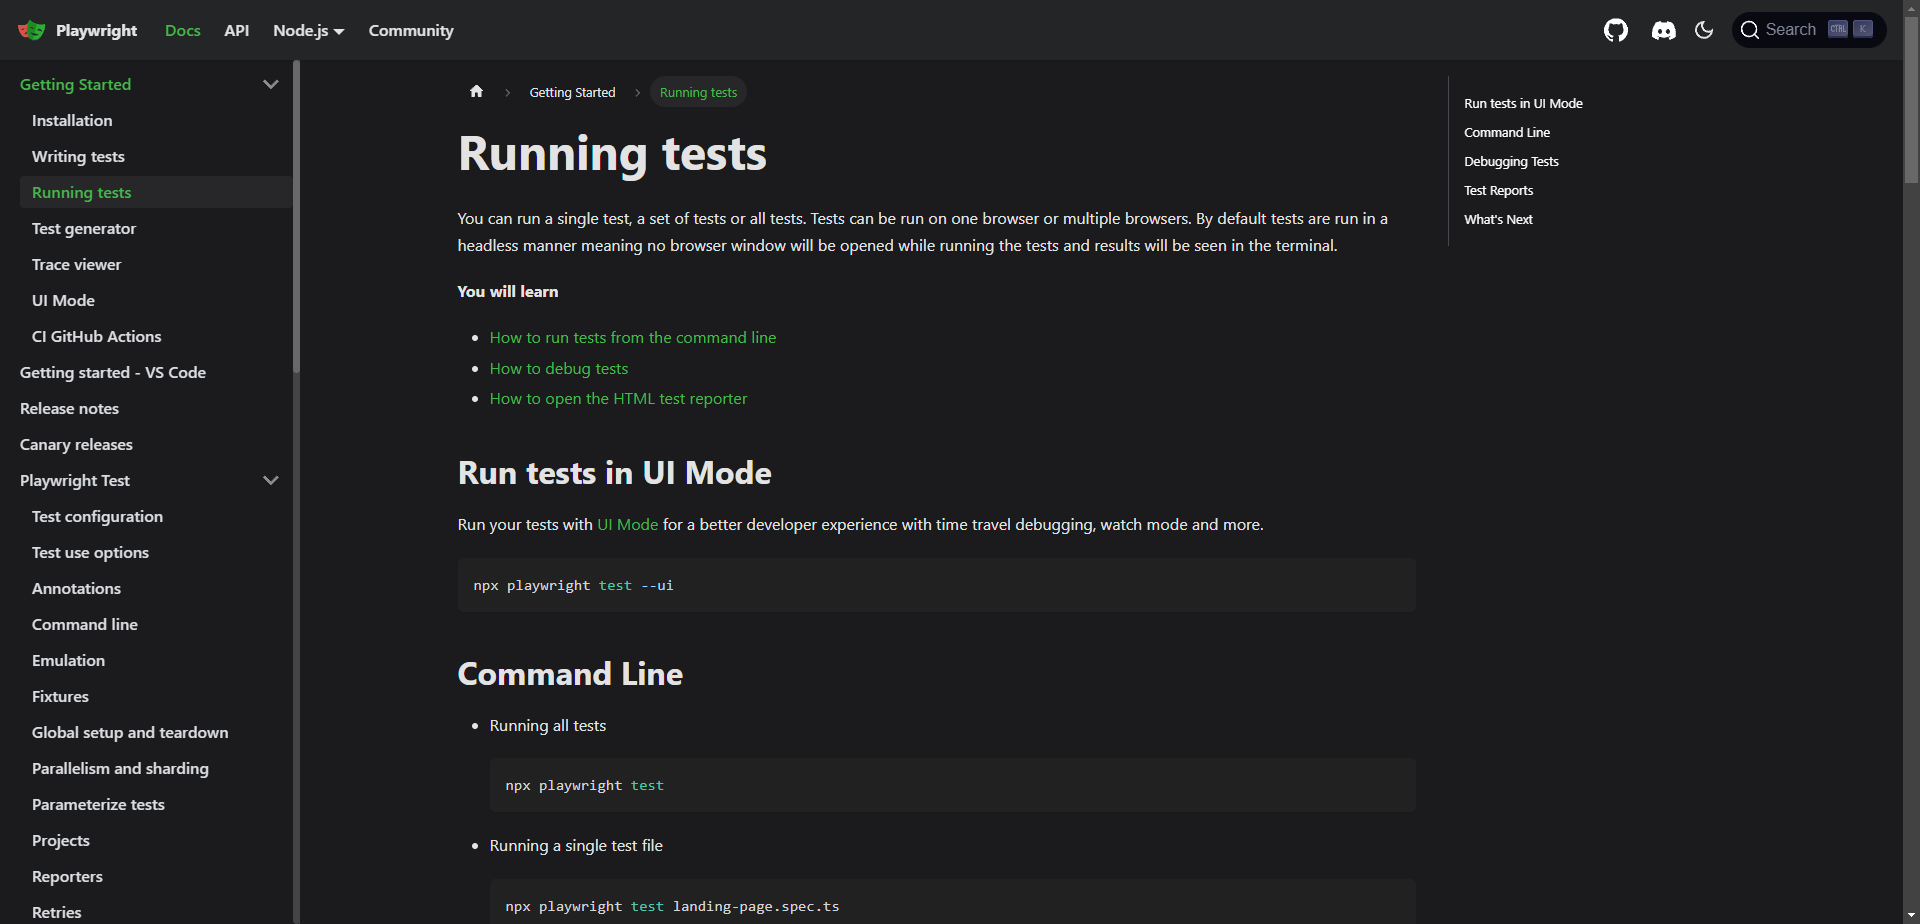 Playwright Docs API Node.js Community Search CTRL K
Getting Started
Installation
Writing tests
Running tests
Test generator
Trace viewer
UI Mode
CI GitHub Actions
Getting started - VS Code
Release notes
Canary releases
Playwright Test
Test configuration
Test use options
Annotations
Command line
Emulation
Fixtures
Global setup and teardown
Parallelism and sharding
Parameterize tests
Projects
Reporters
Retries
Getting Started Running tests
Running tests
You can run a single test, a set of tests or all tests. Tests can be run on one browser or multiple browsers. By default tests are run in a
headless manner meaning no browser window will be opened while running the tests and results will be seen in the terminal.
You will learn
How to run tests from the command line
How to debug tests
How to open the HTML test reporter
Run tests in UI Mode
Run your tests with UI Mode for a better developer experience with time travel debugging, watch mode and more.
npx playwright test --ui
Command Line
Running all tests
npx playwright test
Running a single test file
npx playwright test landing-page.spec.ts
Run tests in UI Mode
Command Line
Debugging Tests
Test Reports
What's Next